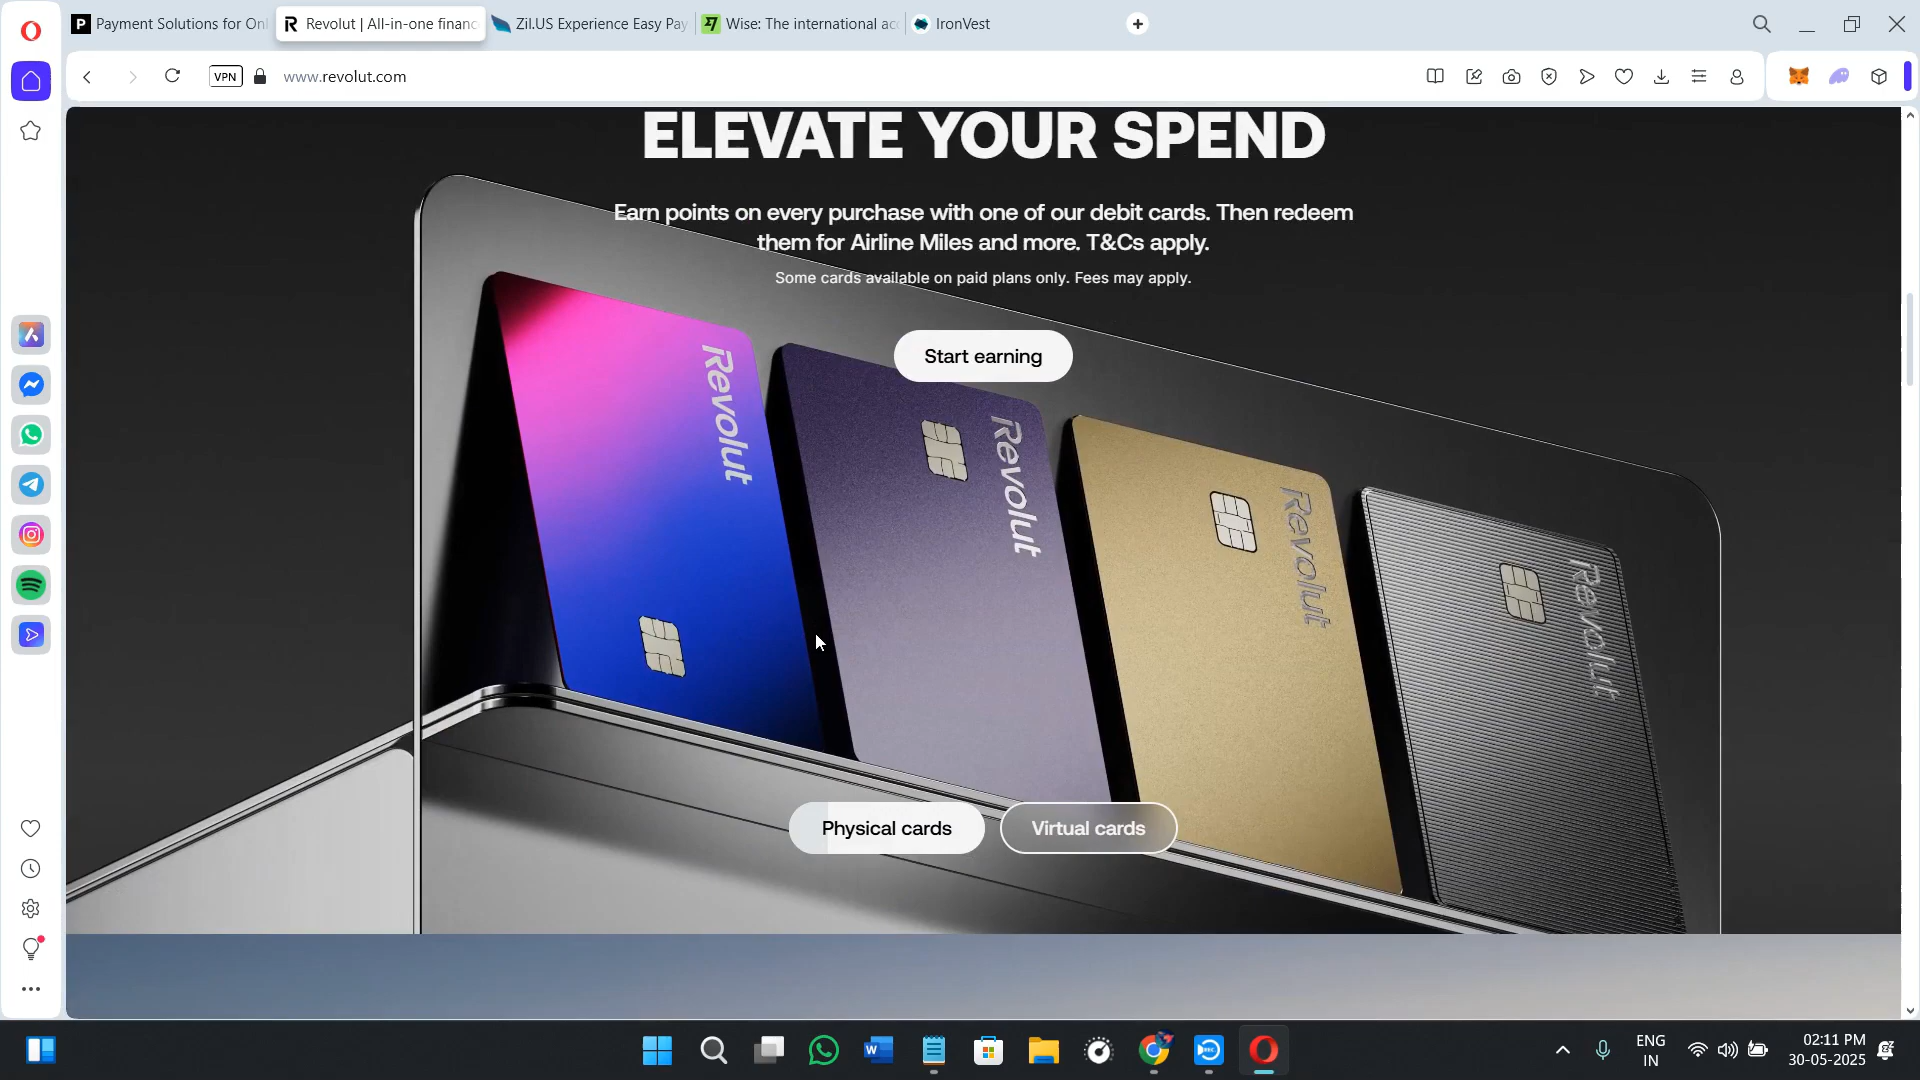 Payment Solutions for On
Revolut | All-in-one financ
Zil.US Experience Easy Pay
Wise: The international ac
IronVest
VPN
www.revolut.com
ELEVATE YOUR SPEND
Earn points on every purchase with one of our debit cards. Then redeem
them for Airline Miles and more. T&Cs apply.
Some cards available on paid plans only. Fees may apply.
Start earning
Revolut
Revolut
Revolut
Revolut
Physical cards
Virtual cards
ENG
IN
02:11 PM
30-05-2025